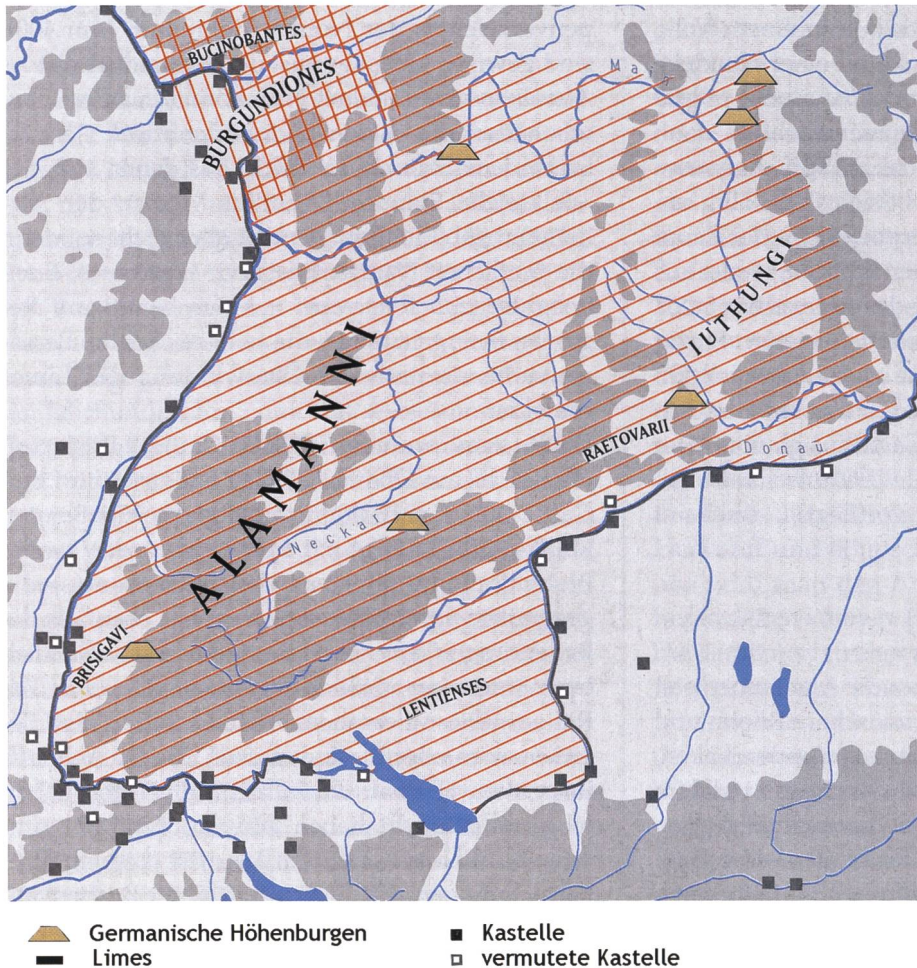 BUCINOBANTES
BURGUNDIONES
Main
IUTHUNGI
ALAMANNI
RAETOVARII
Donau
Neckar
BRISIGAVI
LENTIENSES
Germanische Höhenburgen
Kastelle
Limes
vermutete Kastelle